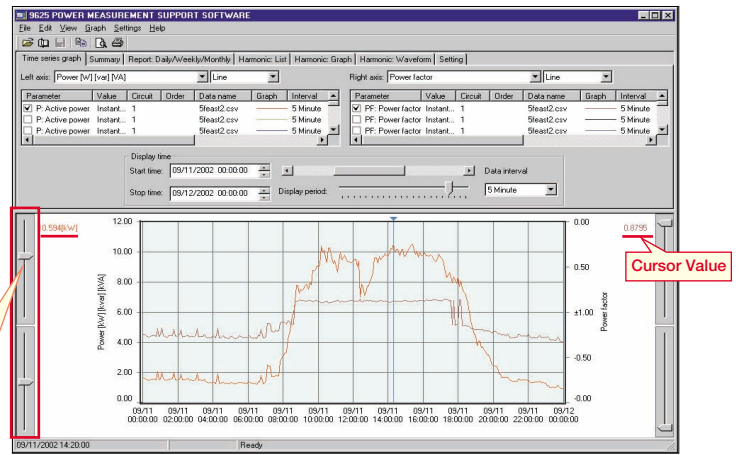 9625 POWER MEASUREMENT SUPPORT SOFTWARE
File Edit View Graph Settings Help
Time series graph Summary Report: Daily/Weekly/Monthly Harmonic: List Harmonic: Graph Harmonic: Waveform Setting
Left axis: Power [W] [var] [VA] Line Right axis: Power factor Line
Parameter Value Circuit Order Data name Graph Interval Parameter Value Circuit Order Data name Graph Interval
P: Active power Instant... 1 5feast2.csv 5 Minute PF: Power factor Instant... 1 5feast2.csv 5 Minute
P: Active power Instant... 1 5feast2.csv 5 Minute PF: Power factor Instant... 1 5feast2.csv 5 Minute
P: Active power Instant... 1 5feast2.csv 5 Minute PF: Power factor Instant... 1 5feast2.csv 5 Minute
Display time
Start time: 09/11/2002 00:00:00 Data interval
Stop time: 09/12/2002 00:00:00 Display period: 5 Minute
0.594[kW] 12.00 0.00 0.8795
10.00
0.50
Cursor Value
8.00
6.00 ±1.00
4.00
-0.50
2.00
0.00 -0.00
Power [kW] [kvar] [kVA]
Power factor
09/11 09/11 09/11 09/11 09/11 09/11 09/11 09/11 09/11 09/11 09/11 09/11 09/12
00:00:00 02:00:00 04:00:00 06:00:00 08:00:00 10:00:00 12:00:00 14:00:00 16:00:00 18:00:00 20:00:00 22:00:00 00:00:00
09/11/2002 14:20:00 Ready